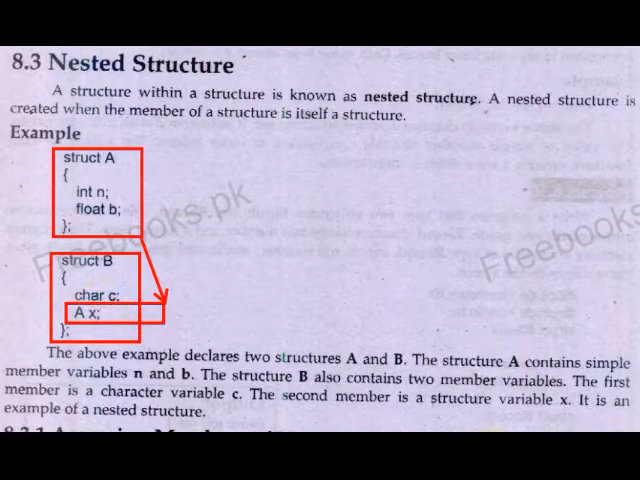 8.3 Nested Structure
A structure within a structure is known as nested structure. A nested structure is
created when the member of a structure is itself a structure.
Example
struct A
{
int n;
float b;
};
struct B
{
char c;
A x;
};
The above example declares two structures A and B. The structure A contains simple
member variables n and b. The structure B also contains two member variables. The first
member is a character variable c. The second member is a structure variable x. It is an
example of a nested structure.
Freebooks.pk
Freebooks